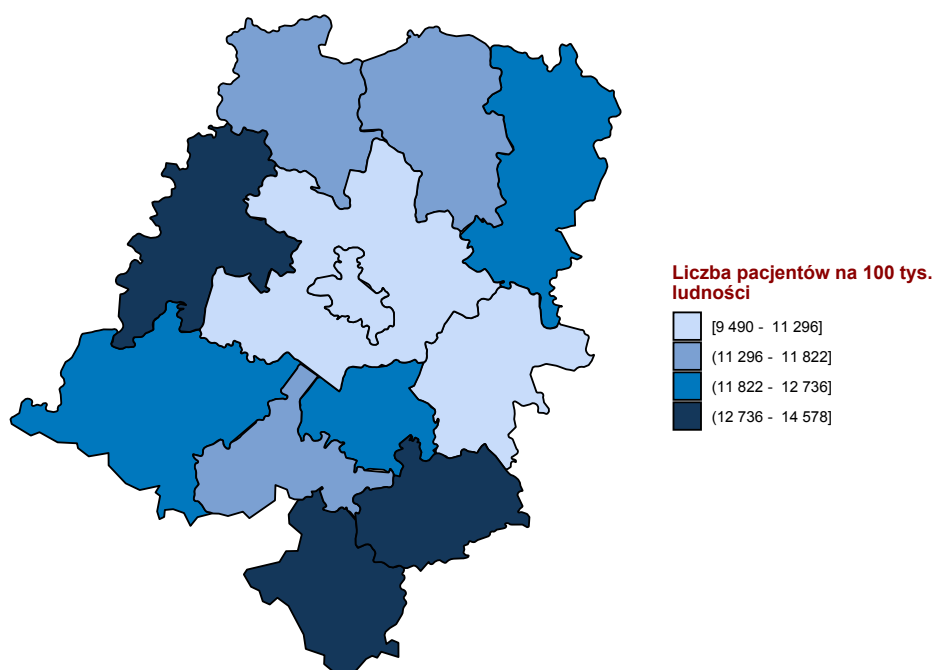 Liczba pacjentów na 100 tys.
ludności
[9 490 - 11 296]
(11 296 - 11 822]
(11 822 - 12 736]
(12 736 - 14 578]